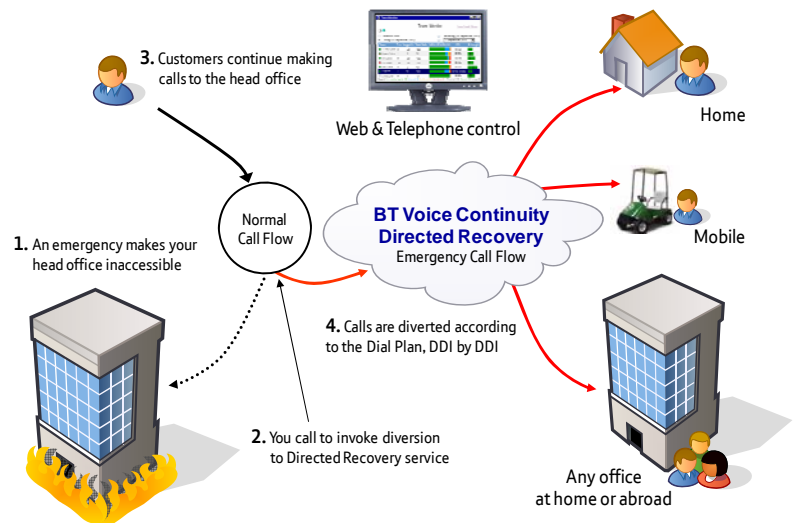 3. Customers continue making
calls to the head office
Web & Telephone control
Home
Normal
Call Flow
BT Voice Continuity
Directed Recovery
Emergency Call Flow
Mobile
1. An emergency makes your
head office inaccessible
4. Calls are diverted according
to the Dial Plan, DDI by DDI
2. You call to invoke diversion
to Directed Recovery service
Any office
at home or abroad